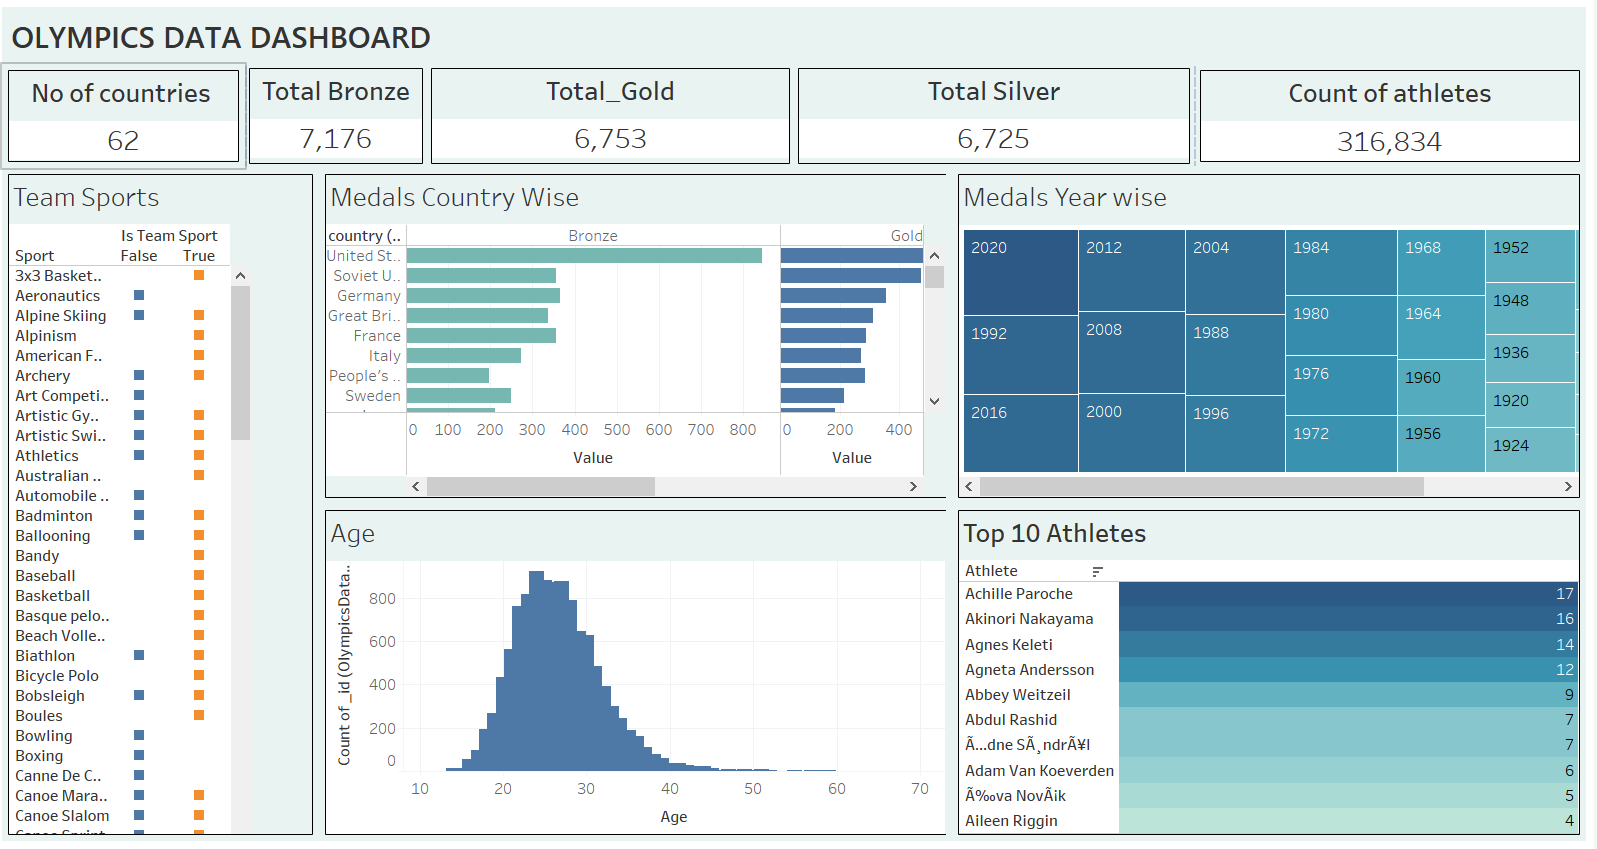 OLYMPICS DATA DASHBOARD
No of countries
62
Total Bronze
7,176
Total_Gold
6,753
Total Silver
6,725
Count of athletes
316,834
Team Sports
Is Team Sport
Sport False True
3x3 Basket..
Aeronautics
Alpine Skiing
Alpinism
American F..
Archery
Art Competi..
Artistic Gy..
Artistic Swi..
Athletics
Australian ..
Automobile ..
Badminton
Ballooning
Bandy
Baseball
Basketball
Basque pelo..
Beach Volle..
Biathlon
Bicycle Polo
Bobsleigh
Boules
Bowling
Boxing
Canne De C..
Canoe Mara..
Canoe Slalom
Canoe Sprint
Medals Country Wise
country (.. Bronze Gold
United St..
Soviet U..
Germany
Great Bri..
France
Italy
People's ..
Sweden
0 100 200 300 400 500 600 700 800 0 200 400
Value Value
Medals Year wise
2020
1992
2016
2012
2008
2000
2004
1988
1996
1984
1980
1976
1972
1968
1964
1960
1956
1952
1948
1936
1920
1924
Age
Count of _id (OlympicsData..
800
600
400
200
0
10 20 30 40 50 60 70
Age
Top 10 Athletes
Athlete
Achille Paroche 17
Akinori Nakayama 16
Agnes Keleti 14
Agneta Andersson 12
Abbey Weitzeil 9
Abdul Rashid 7
Ã...dne SÃ¸ndrÃ¥l 7
Adam Van Koeverden 6
Ã‰va NovÃik 5
Aileen Riggin 4